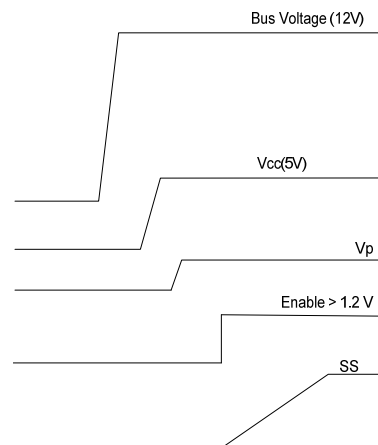 Bus Voltage (12V)
Vcc(5V)
Vp
Enable > 1.2 V
SS